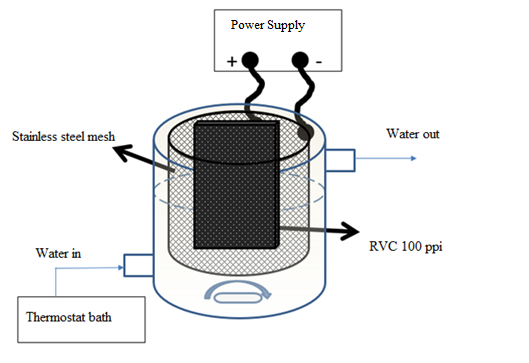 Power Supply
+ -
Stainless steel mesh
Water out
RVC 100 ppi
Water in
Thermostat bath